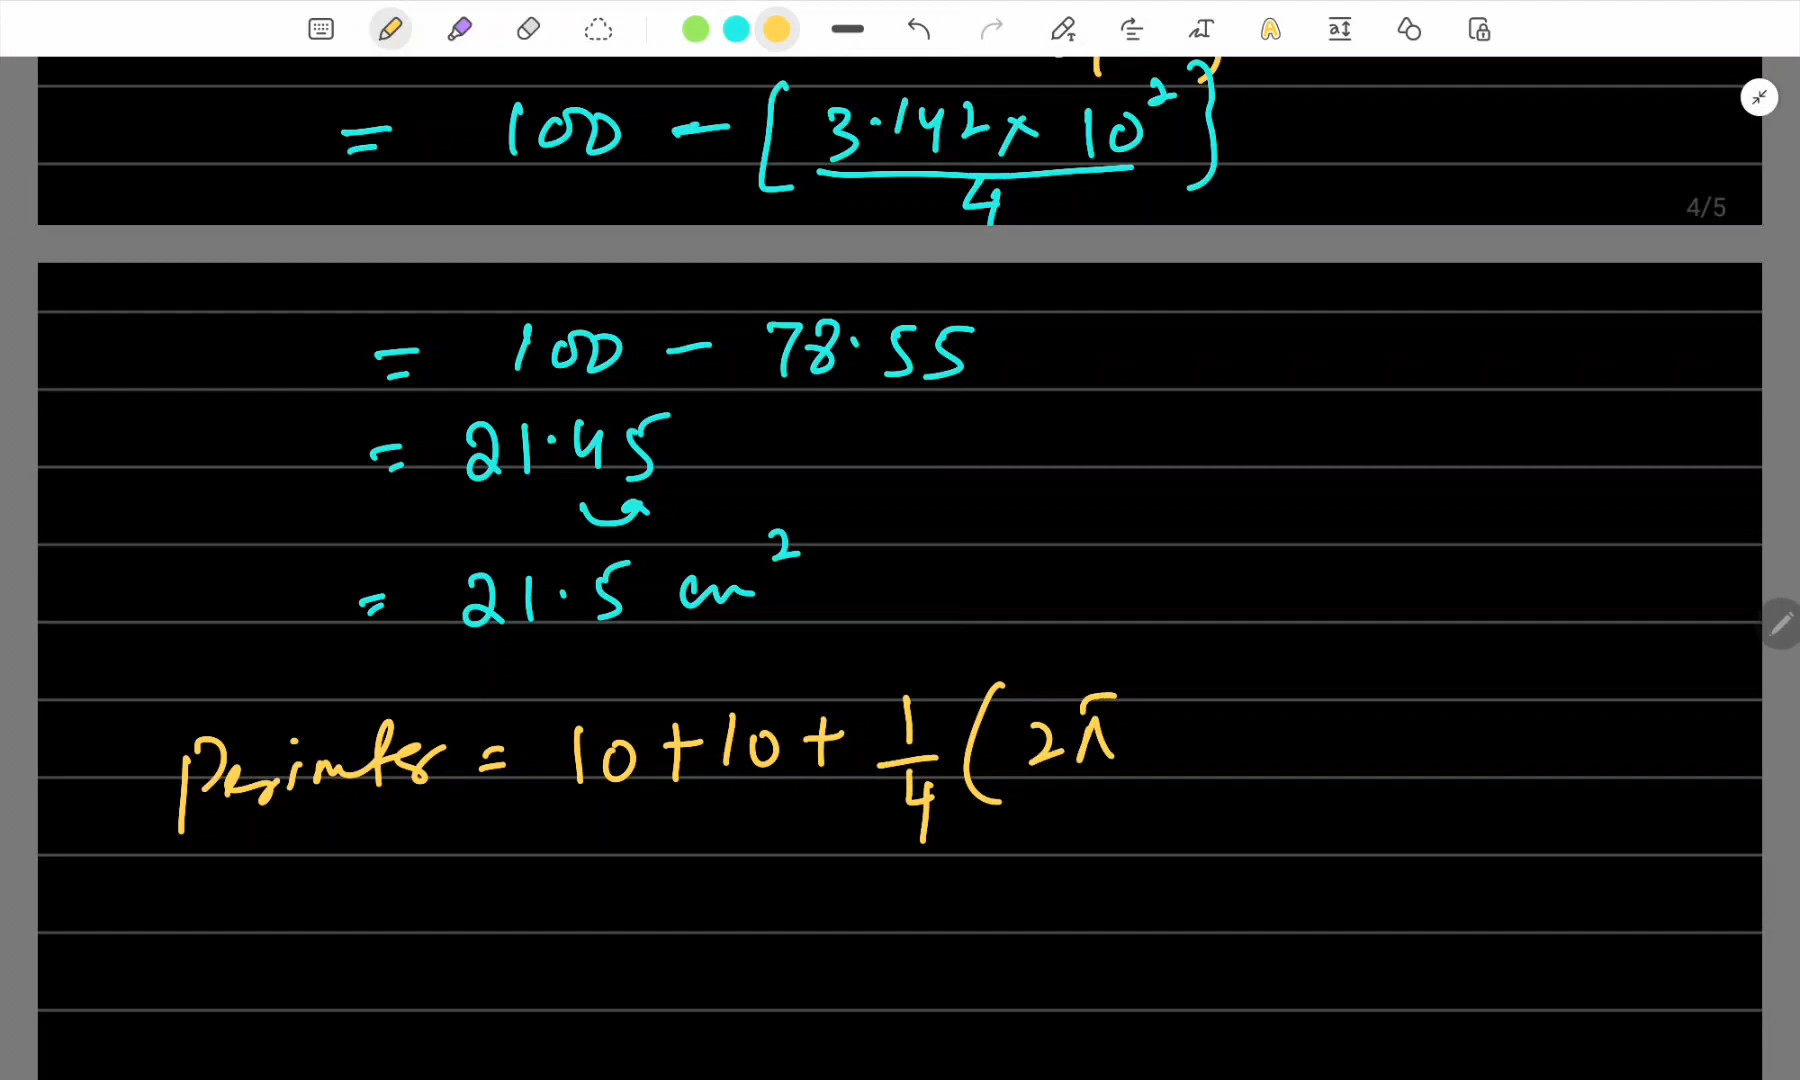 = 100 - [3.142 x 10² / 4]
4/5
= 100 - 78.55
= 21.45
= 21.5 cm²
Perimeter = 10 + 10 + 1/4 ( 2π